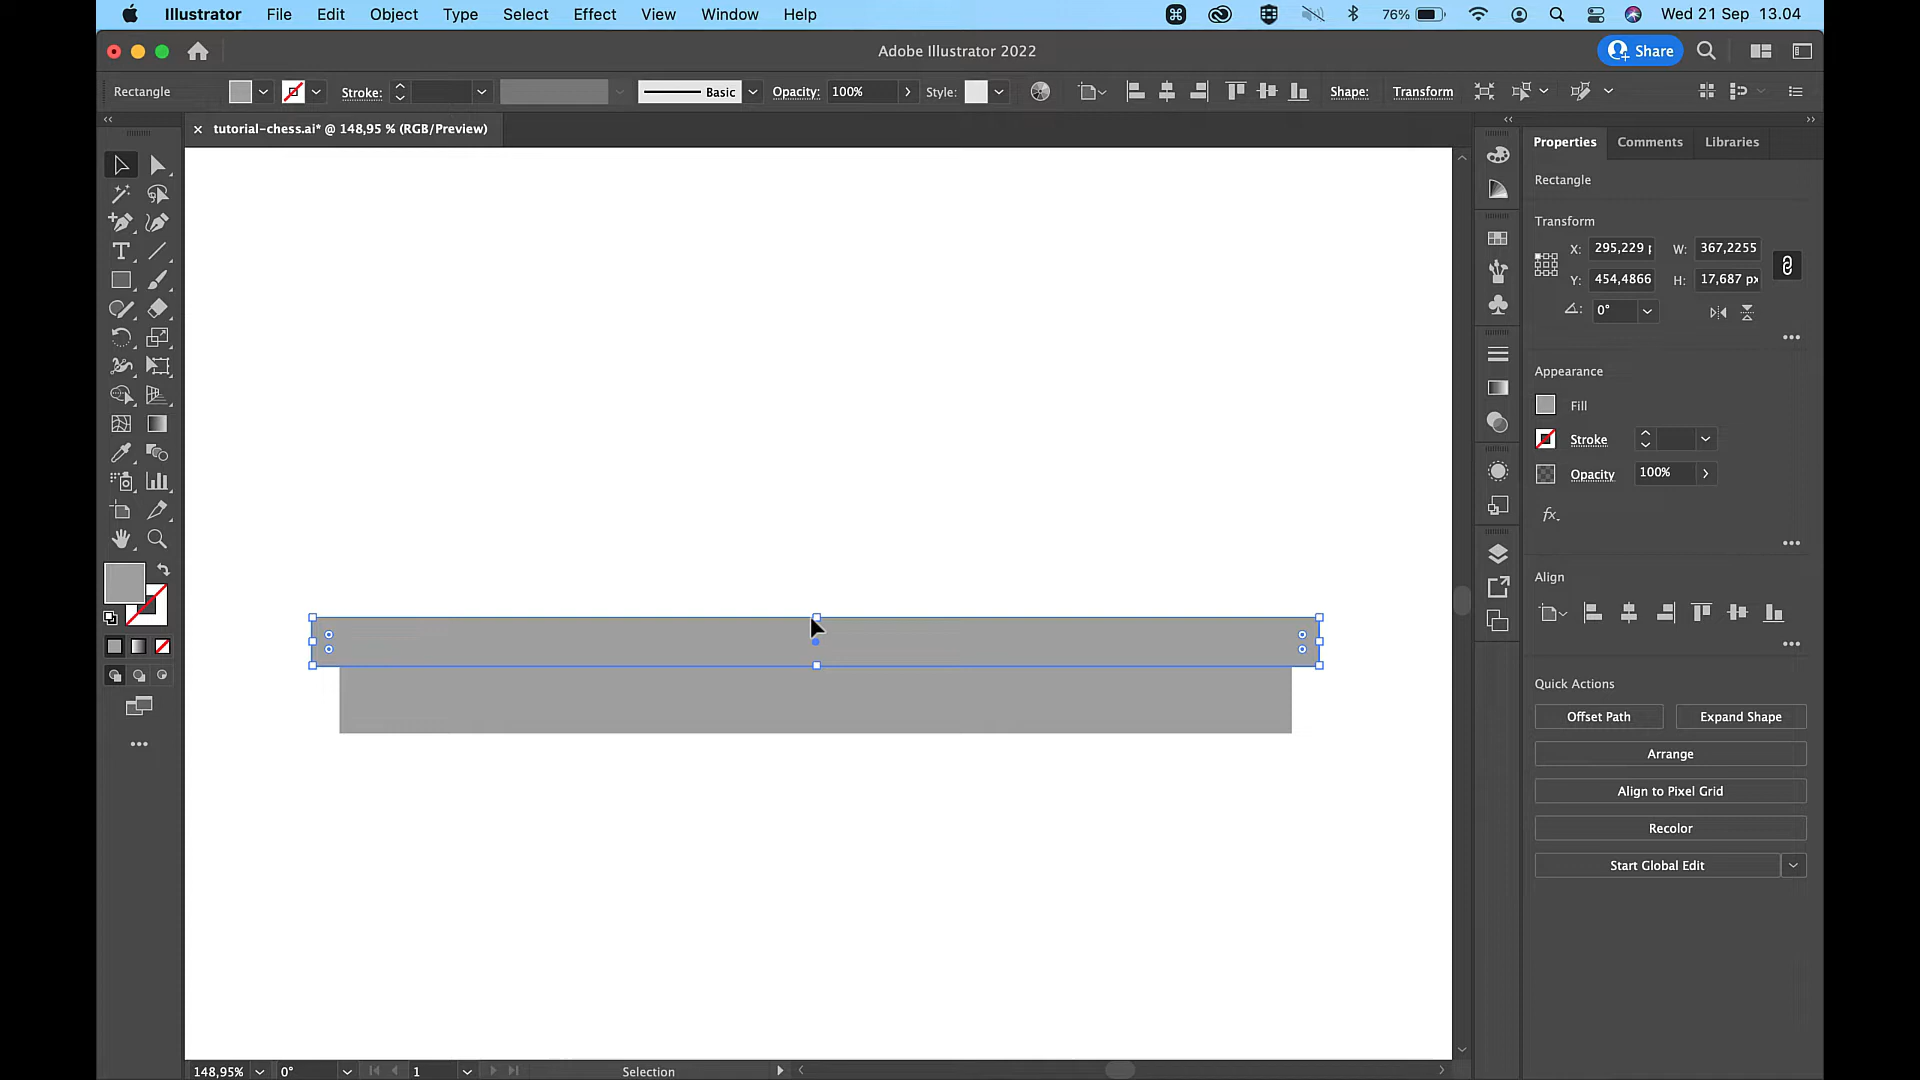 Illustrator File Edit Object Type Select Effect View Window Help 76% Wed 21 Sep 13.04
Adobe Illustrator 2022
Share
Rectangle Stroke: Basic Opacity: 100% Style: Shape: Transform
tutorial-chess.ai* @ 148,95 % (RGB/Preview)
Properties Comments Libraries
Rectangle
Transform
X: 295,229 p W: 367,2255
Y: 454,4866 H: 17,687 px
0°
Appearance
Fill
Stroke
Opacity 100%
fx
Align
Quick Actions
Offset Path Expand Shape
Arrange
Align to Pixel Grid
Recolor
Start Global Edit
148,95% 0° 1 Selection